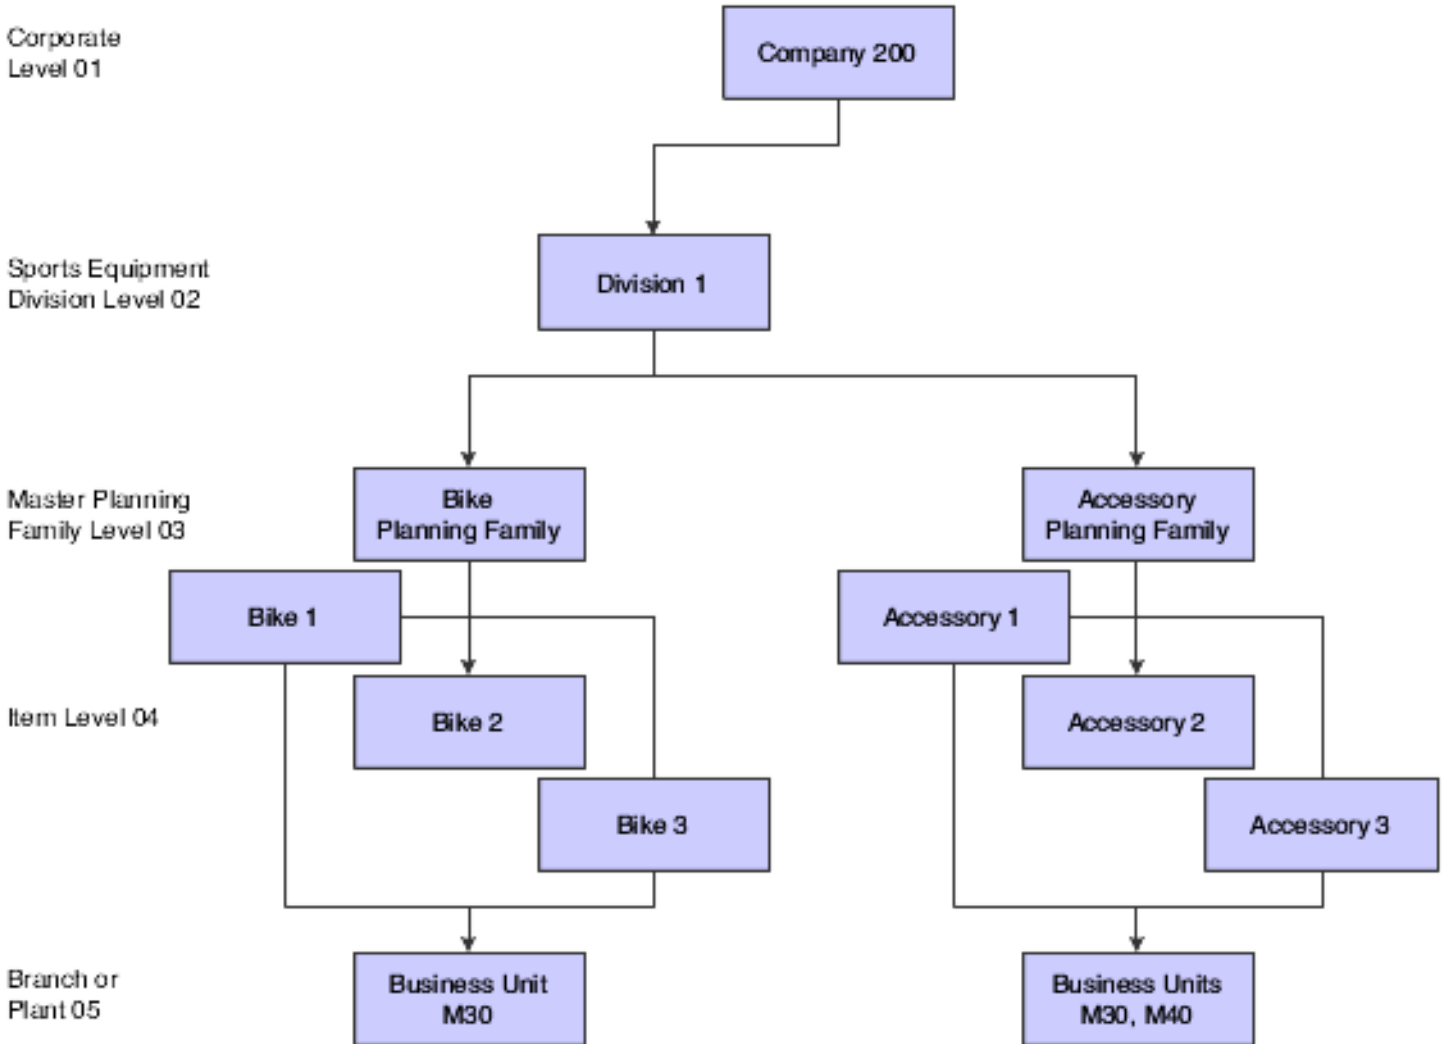 Corporate
Level 01
Company 200
Sports Equipment
Division Level 02
Division 1
Master Planning
Family Level 03
Bike
Planning Family
Accessory
Planning Family
Bike 1
Accessory 1
Item Level 04
Bike 2
Accessory 2
Bike 3
Accessory 3
Branch or
Plant 05
Business Unit
M30
Business Units
M30, M40